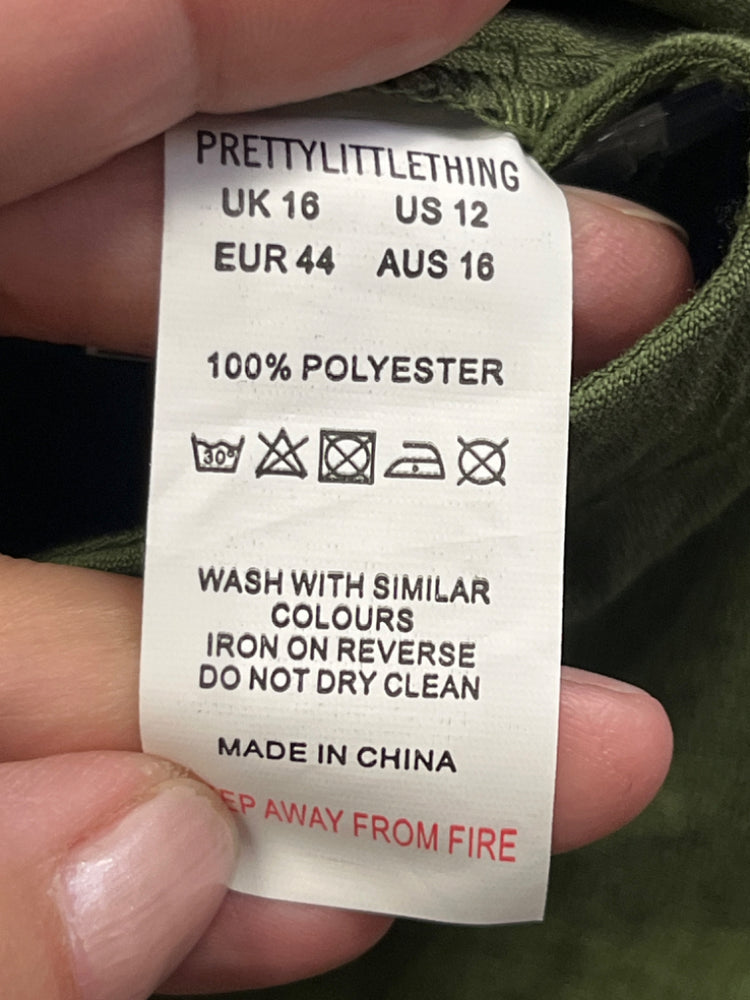 PRETTYLITTLETHING
UK 16 US 12
EUR 44 AUS 16
100% POLYESTER
30°
WASH WITH SIMILAR
COLOURS
IRON ON REVERSE
DO NOT DRY CLEAN
MADE IN CHINA
AWAY FROM FIRE